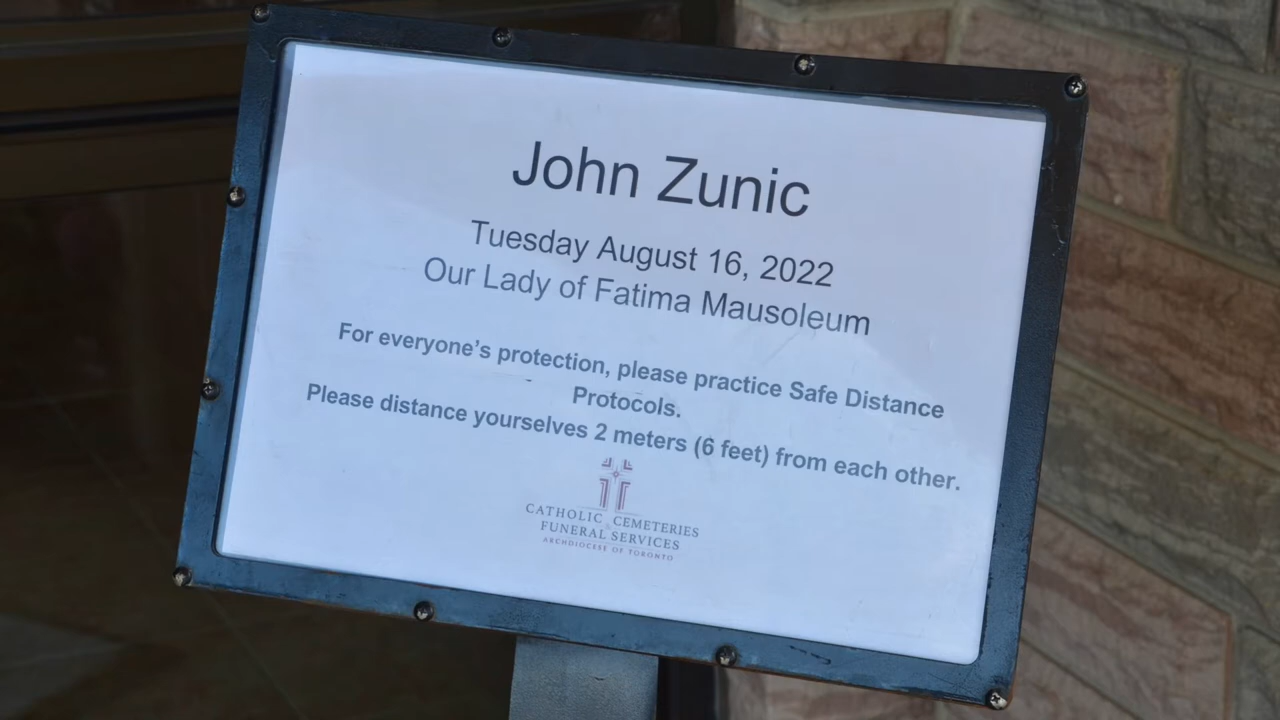 John Zunic
Tuesday August 16, 2022
Our Lady of Fatima Mausoleum
For everyone's protection, please practice Safe Distance
Protocols.
Please distance yourselves 2 meters (6 feet) from each other.
CATHOLIC CEMETERIES
& FUNERAL SERVICES
ARCHDIOCESE OF TORONTO